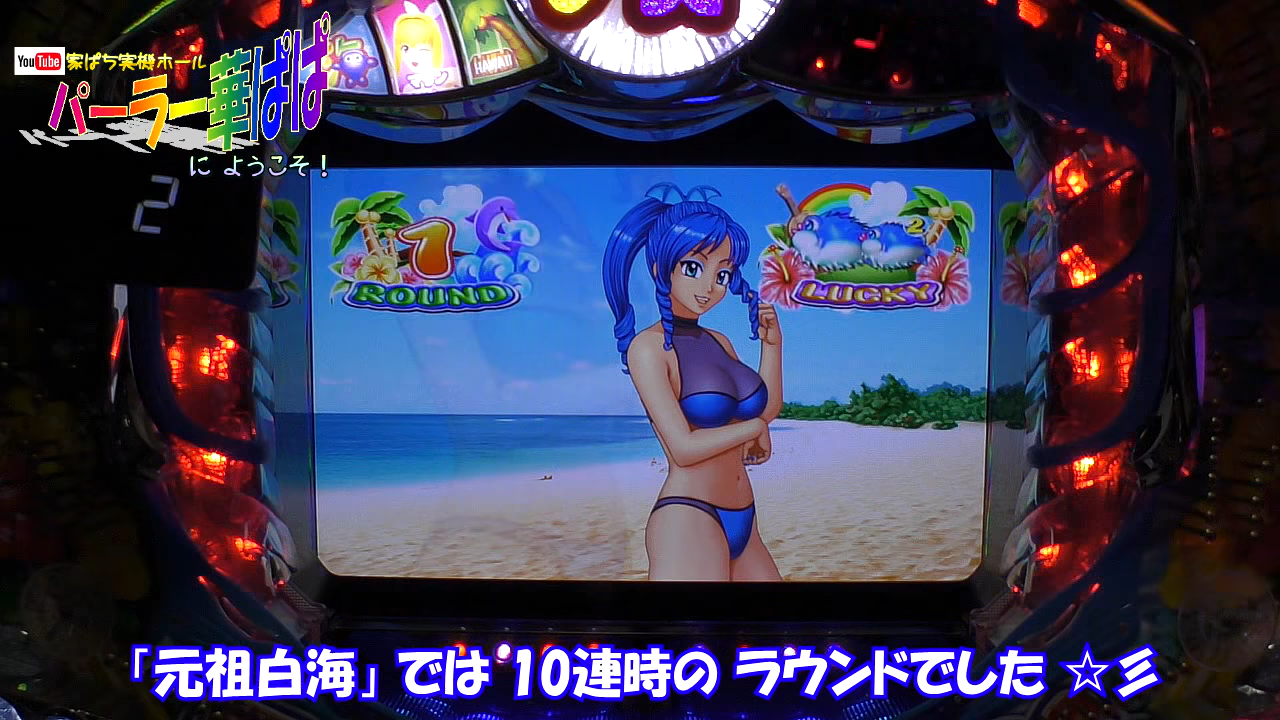 YouTube 家ぱち実機ホール
パーラー華ぱぱ
に ようこそ！
HAWAII
2
1
ROUND
2
LUCKY
「元祖白海」では 10連時の ラウンドでした ☆彡